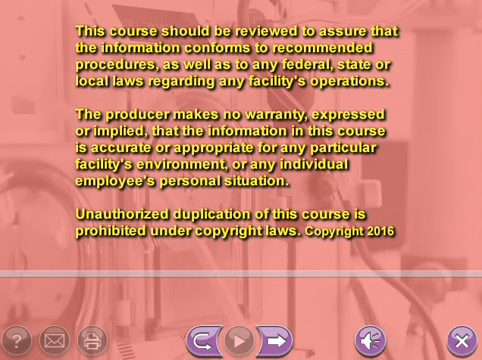 This course should be reviewed to assure that
the information conforms to recommended
procedures, as well as to any federal, state or
local laws regarding any facility's operations.
The producer makes no warranty, expressed
or implied, that the information in this course
is accurate or appropriate for any particular
facility's environment, or any individual
employee's personal situation.
Unauthorized duplication of this course is
prohibited under copyright laws. Copyright 2016
?